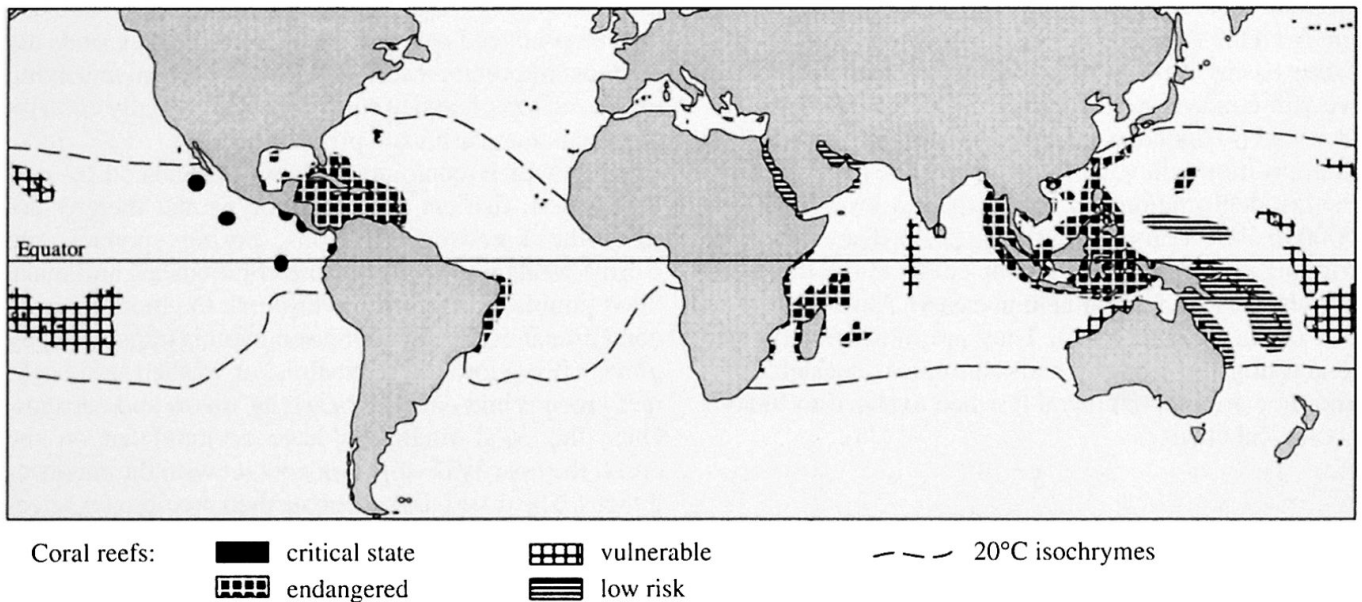 Equator
Coral reefs: critical state vulnerable 20°C isochrymes
endangered low risk